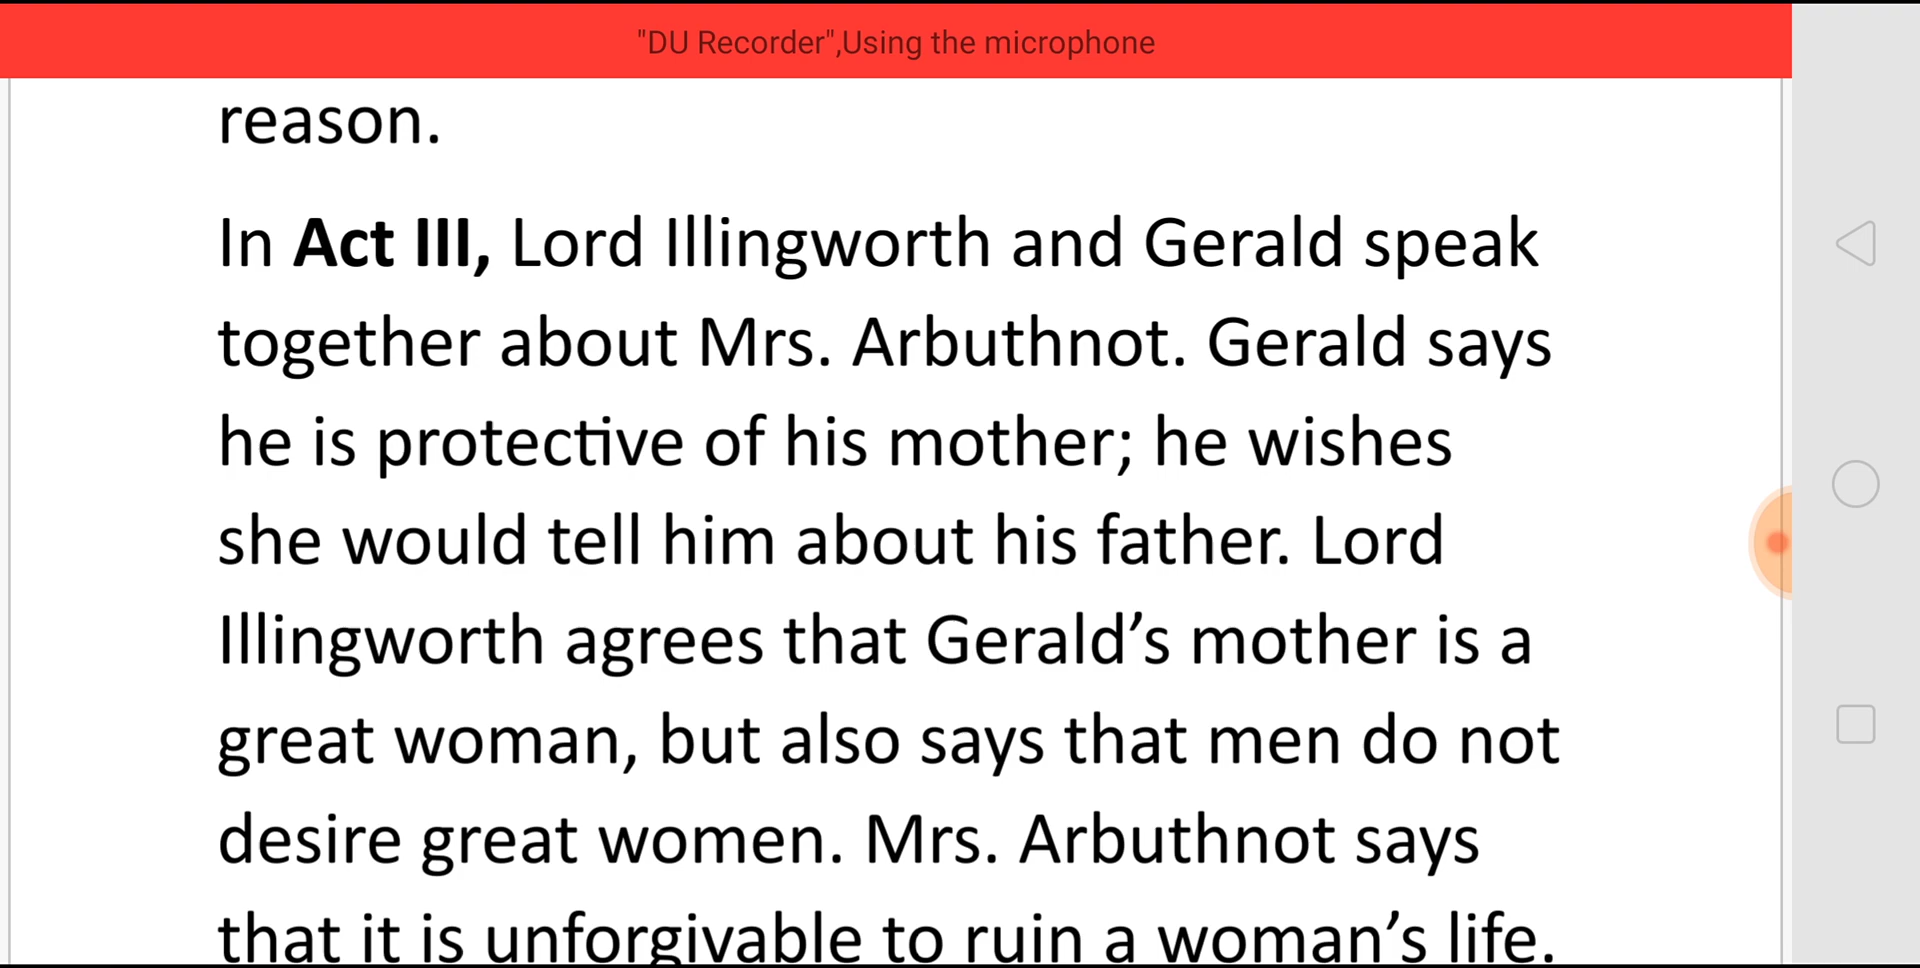 "DU Recorder",Using the microphone
reason.
In Act III, Lord Illingworth and Gerald speak
together about Mrs. Arbuthnot. Gerald says
he is protective of his mother; he wishes
she would tell him about his father. Lord
Illingworth agrees that Gerald’s mother is a
great woman, but also says that men do not
desire great women. Mrs. Arbuthnot says
that it is unforgivable to ruin a woman’s life.